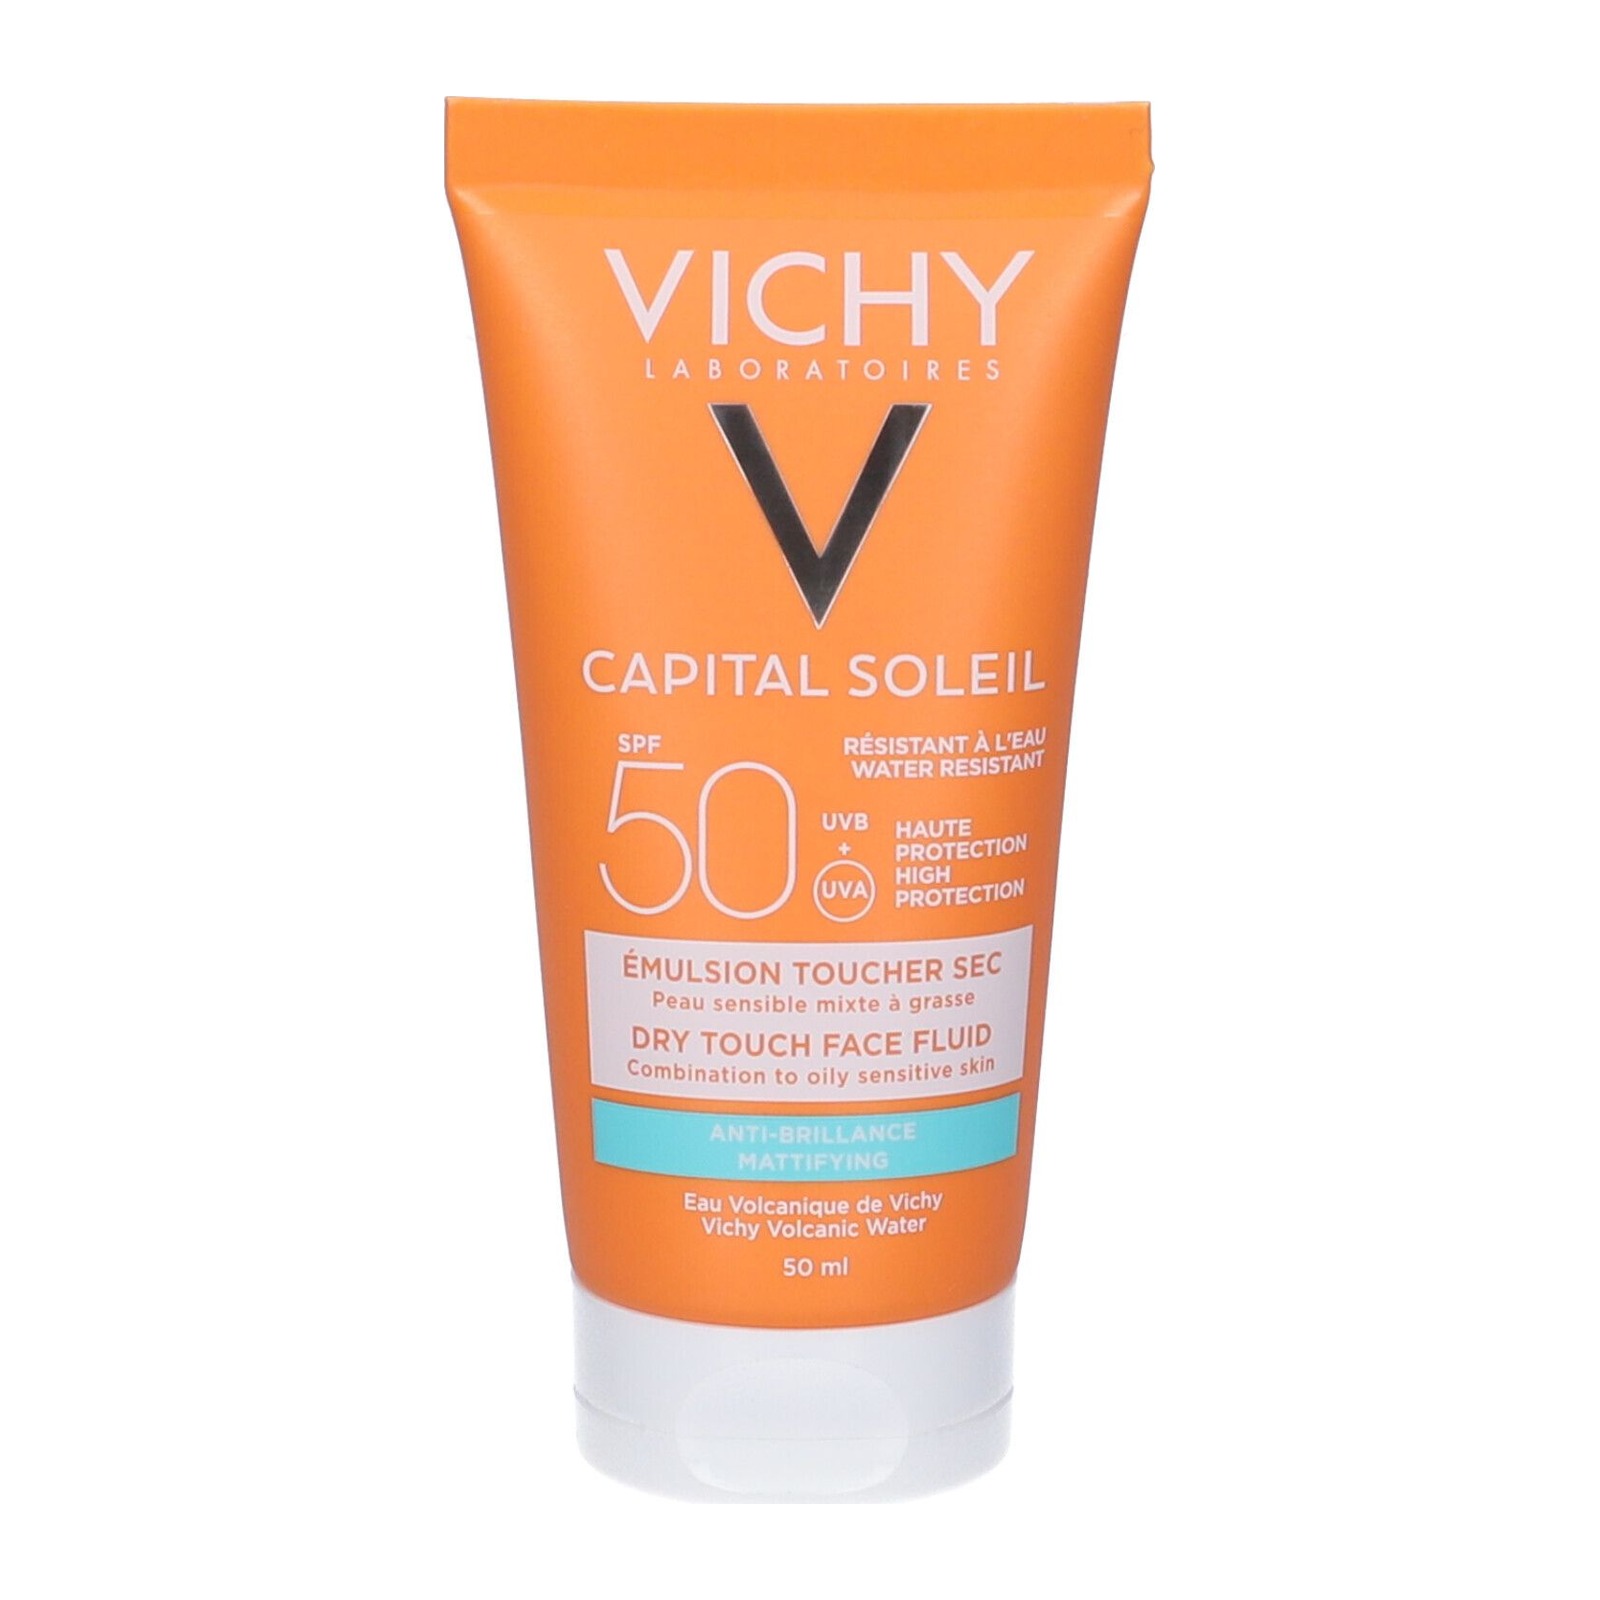 VICHY
LABORATOIRES
V
CAPITAL SOLEIL
SPF
50
RÉSISTANT À L'EAU
WATER RESISTANT
UVB
+
UVA
HAUTE
PROTECTION
HIGH
PROTECTION
ÉMULSION TOUCHER SEC
Peau sensible mixte à grasse
DRY TOUCH FACE FLUID
Combination to oily sensitive skin
ANTI-BRILLANCE
MATTIFYING
Eau Volcanique de Vichy
Vichy Volcanic Water
50 ml